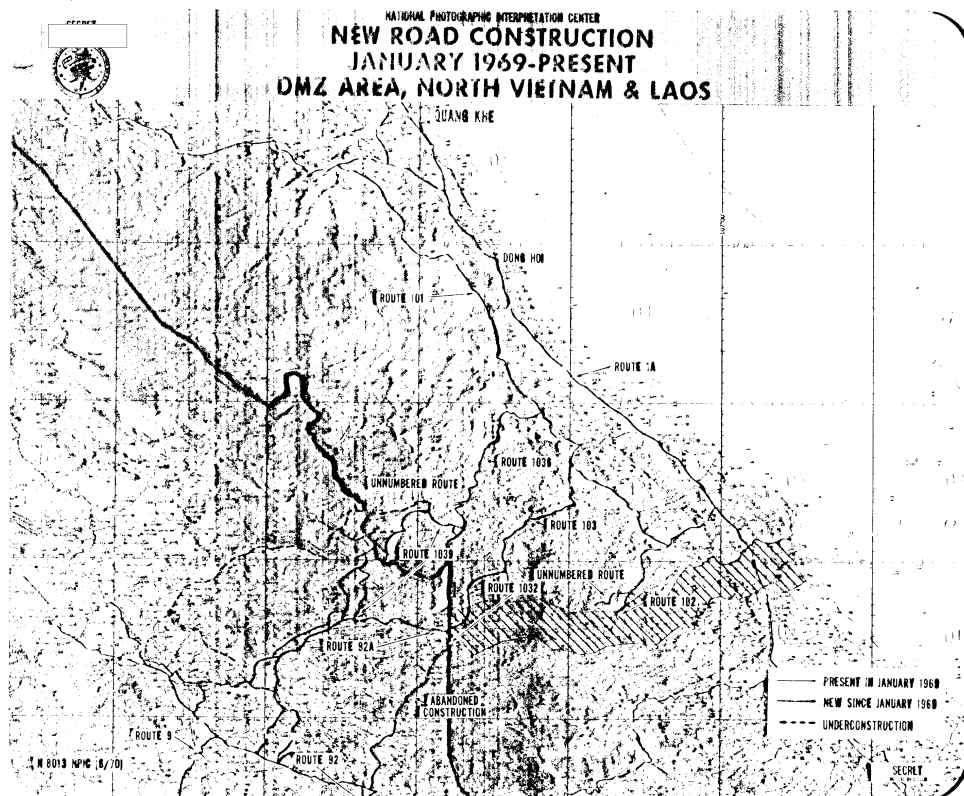 SECRET
NATIONAL PHOTOGRAPHIC INTERPRETATION CENTER
NEW ROAD CONSTRUCTION
JANUARY 1969-PRESENT
DMZ AREA, NORTH VIETNAM & LAOS
QUANG KHE
DONG HOI
ROUTE 101
ROUTE 1A
ROUTE 1036
UNNUMBERED ROUTE
ROUTE 103
ROUTE 1039
UNNUMBERED ROUTE
ROUTE 1032
ROUTE 102
ROUTE 92A
PRESENT IN JANUARY 1969
ABANDONED
CONSTRUCTION
NEW SINCE JANUARY 1969
UNDERCONSTRUCTION
ROUTE 9
ROUTE 92
N 8013 NPIC (6/70)
SECRET